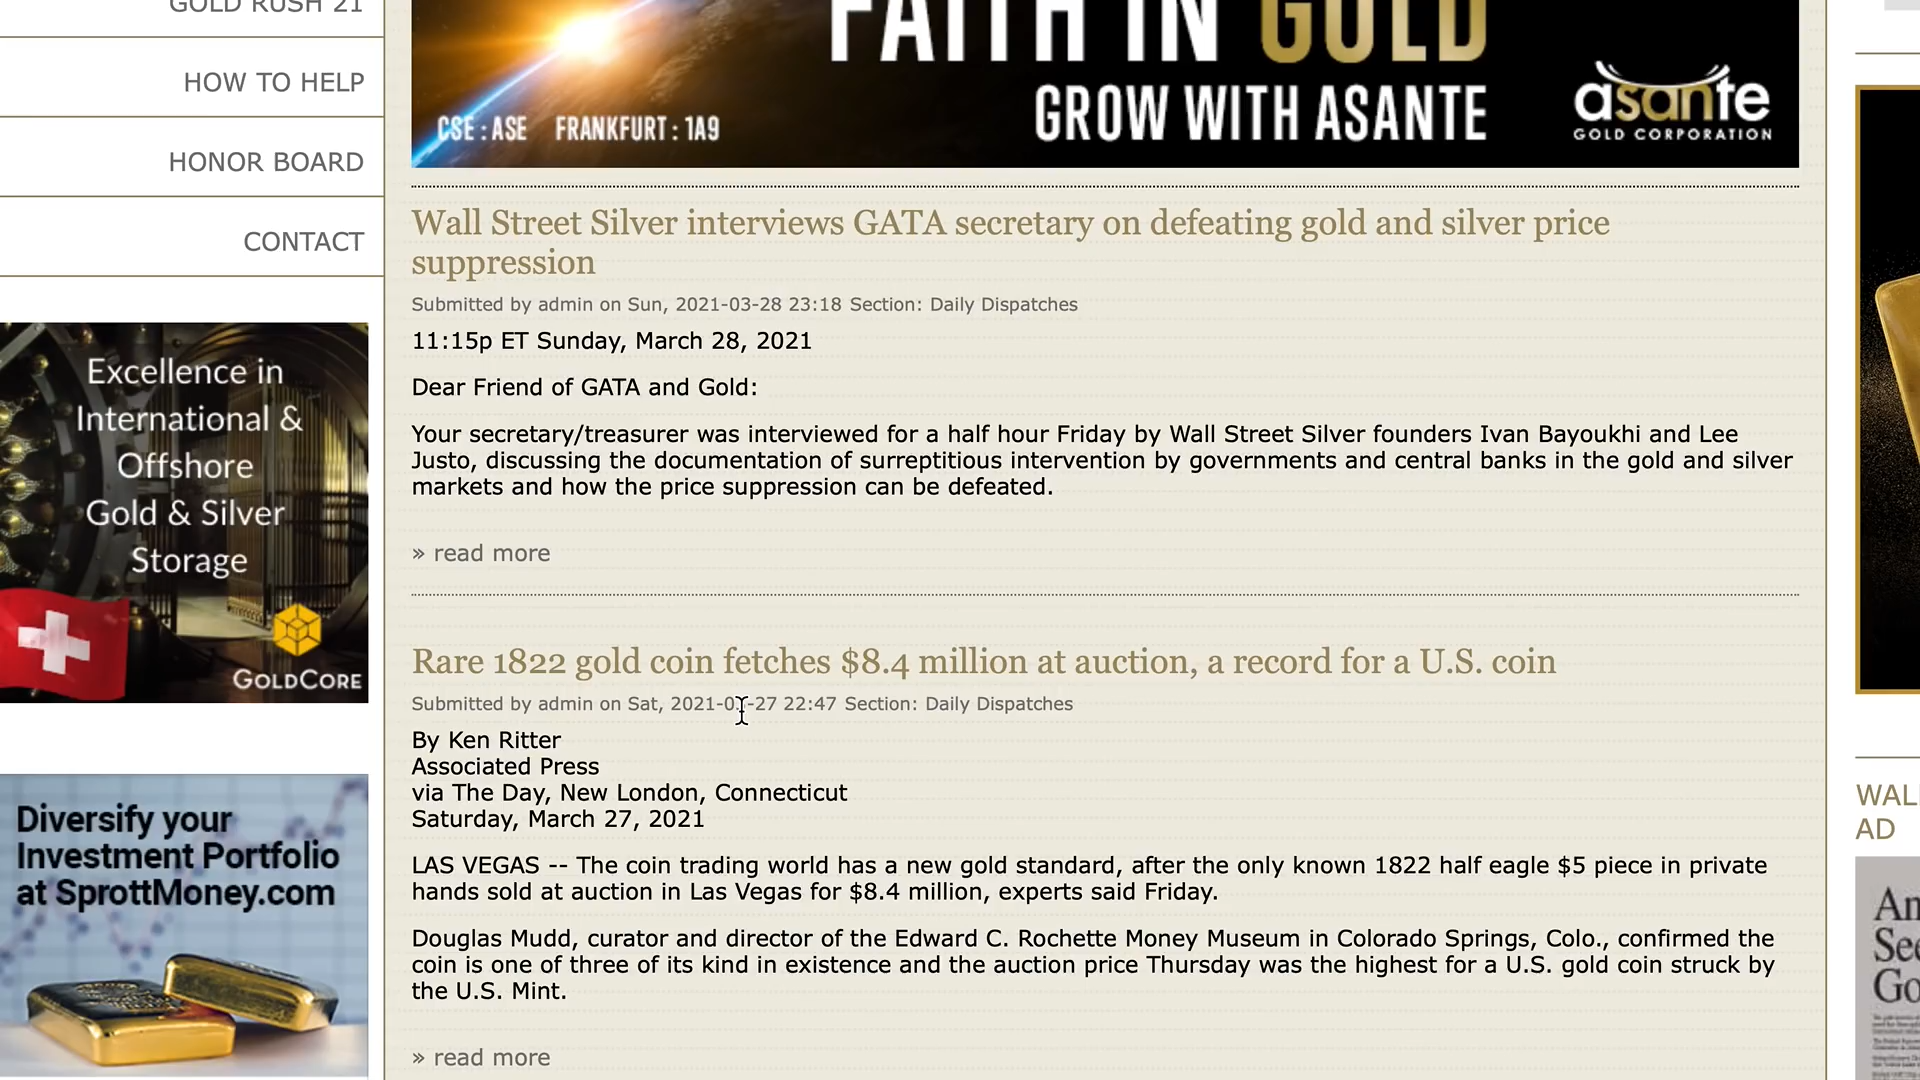 GOLD RUSH 21
HOW TO HELP
HONOR BOARD
CONTACT
Excellence in
International &
Offshore
Gold & Silver
Storage
GOLDCORE
Diversify your
Investment Portfolio
at SprottMoney.com
FAITH IN GOLD
GROW WITH ASANTE
CSE : ASE FRANKFURT : 1A9
asante
GOLD CORPORATION
Wall Street Silver interviews GATA secretary on defeating gold and silver price
suppression
Submitted by admin on Sun, 2021-03-28 23:18 Section: Daily Dispatches
11:15p ET Sunday, March 28, 2021
Dear Friend of GATA and Gold:
Your secretary/treasurer was interviewed for a half hour Friday by Wall Street Silver founders Ivan Bayoukhi and Lee
Justo, discussing the documentation of surreptitious intervention by governments and central banks in the gold and silver
markets and how the price suppression can be defeated.
» read more
Rare 1822 gold coin fetches $8.4 million at auction, a record for a U.S. coin
Submitted by admin on Sat, 2021-03-27 22:47 Section: Daily Dispatches
By Ken Ritter
Associated Press
via The Day, New London, Connecticut
Saturday, March 27, 2021
LAS VEGAS -- The coin trading world has a new gold standard, after the only known 1822 half eagle $5 piece in private
hands sold at auction in Las Vegas for $8.4 million, experts said Friday.
Douglas Mudd, curator and director of the Edward C. Rochette Money Museum in Colorado Springs, Colo., confirmed the
coin is one of three of its kind in existence and the auction price Thursday was the highest for a U.S. gold coin struck by
the U.S. Mint.
» read more
AD